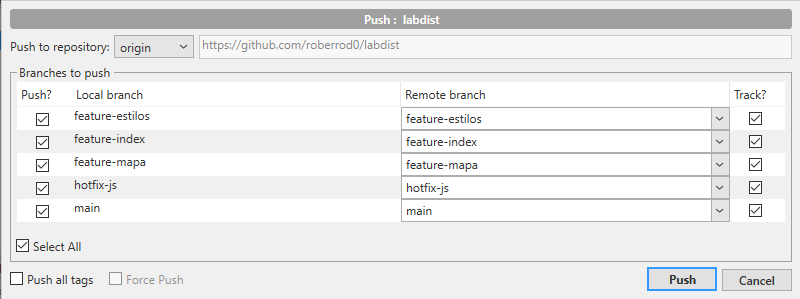 Push : labdist
Push to repository: origin https://github.com/roberrod0/labdist
Branches to push
Push? Local branch Remote branch Track?
feature-estilos feature-estilos
feature-index feature-index
feature-mapa feature-mapa
hotfix-js hotfix-js
main main
Select All
Push all tags Force Push Push Cancel